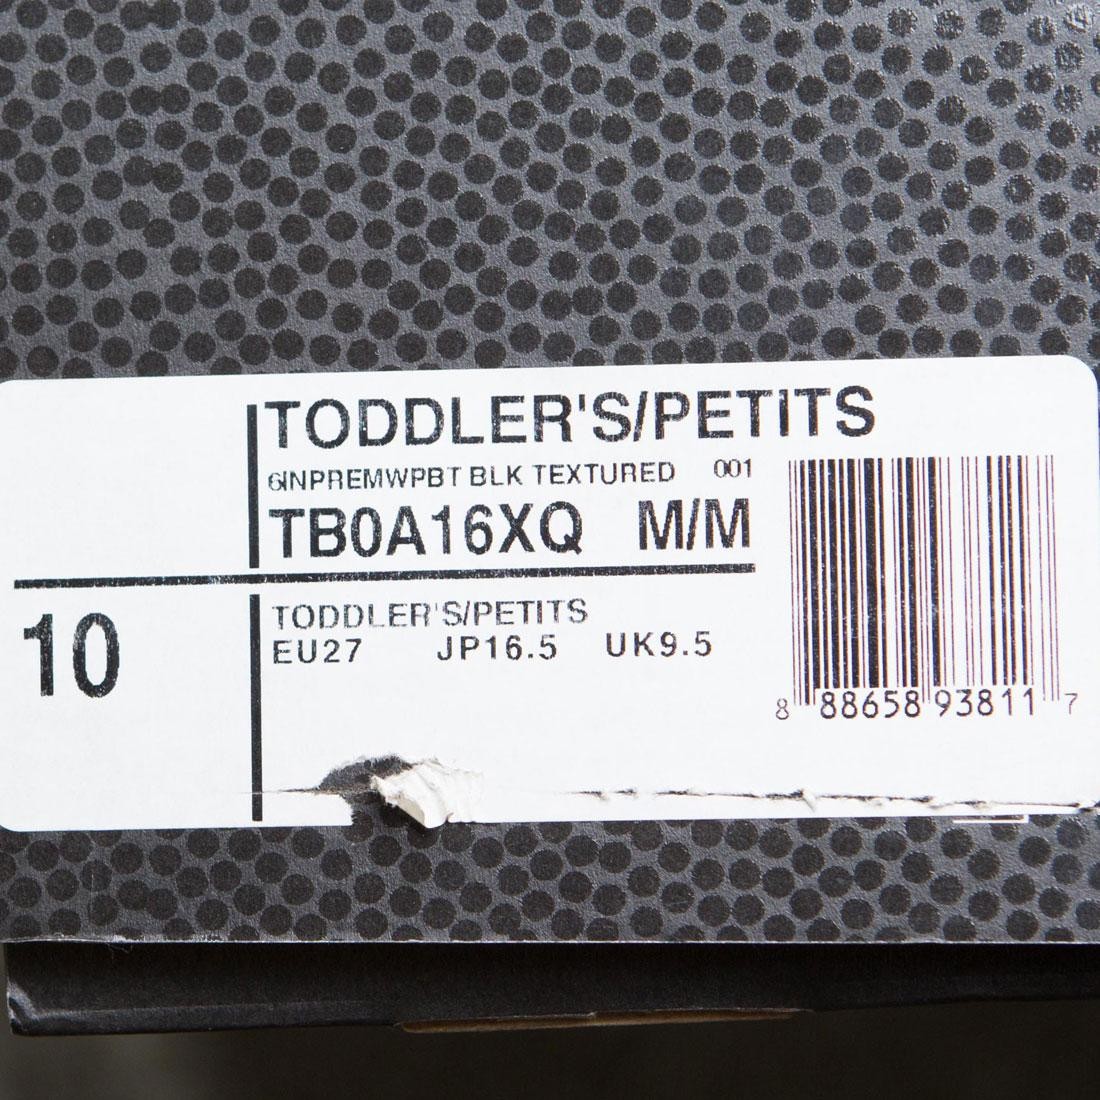 TODDLER'S/PETITS
6INPREMWPBT BLK TEXTURED 001
TB0A16XQ M/M
10
TODDLER'S/PETITS
EU27 JP16.5 UK9.5
8 88658 93811 7